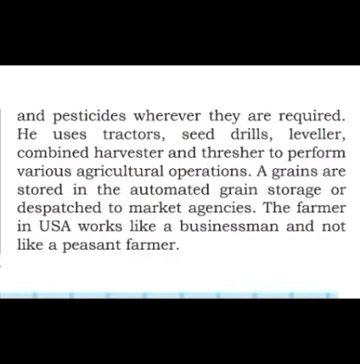 and pesticides wherever they are required.
He uses tractors, seed drills, leveller,
combined harvester and thresher to perform
various agricultural operations. A grains are
stored in the automated grain storage or
despatched to market agencies. The farmer
in USA works like a businessman and not
like a peasant farmer.